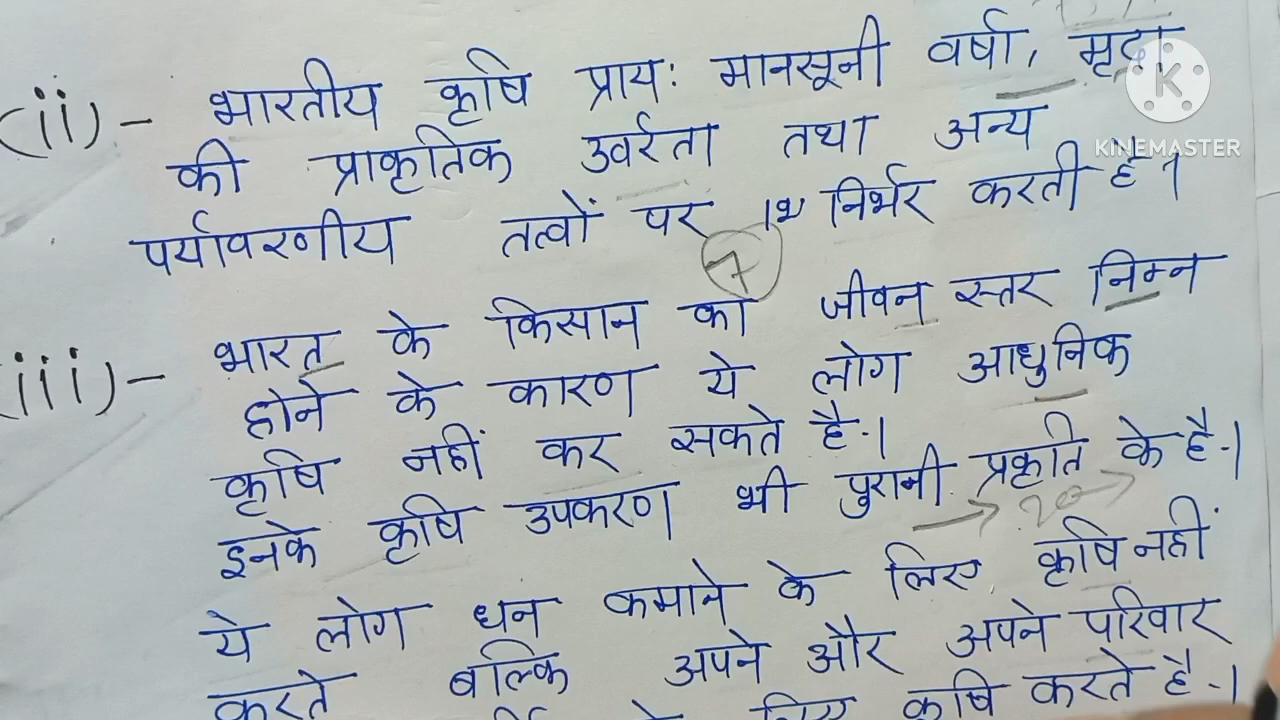 (ii) - भारतीय कृषि प्राय: मानसूनी वर्षा, मृदा
की प्राकृतिक उर्वरता तथा अन्य
पर्यावरणीय तत्वों पर निर्भर करती है।
7
(iii) - भारत के किसान का जीवन स्तर निम्न
होने के कारण ये लोग आधुनिक
कृषि नहीं कर सकते है।
इनके कृषि उपकरण भी पुरानी प्रकृति के है।
ये लोग धन कमाने के लिए कृषि नहीं
करते बल्कि अपने और अपने परिवार
के लिए कृषि करते है।
KINEMASTER